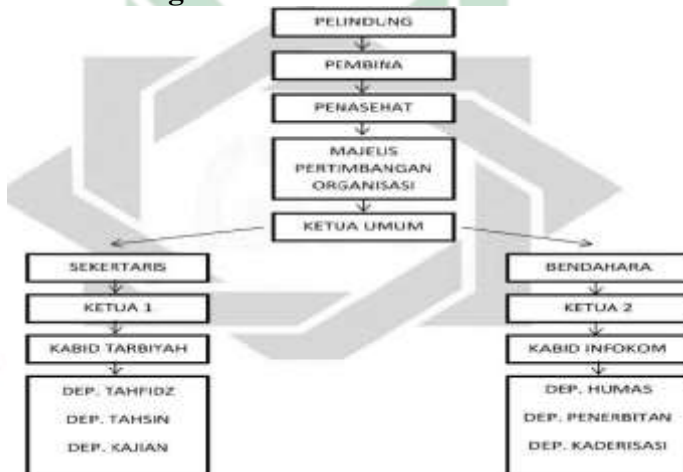 PELINDUNG
PEMBINA
PENASEHAT
MAJELIS
PERTIMBANGAN
ORGANISASI
KETUA UMUM
SEKERTARIS
KETUA 1
KABID TARBIYAH
DEP. TAHFIDZ
DEP. TAHSIN
DEP. KAJIAN
BENDAHARA
KETUA 2
KABID INFOKOM
DEP. HUMAS
DEP. PENERBITAN
DEP. KADERISASI